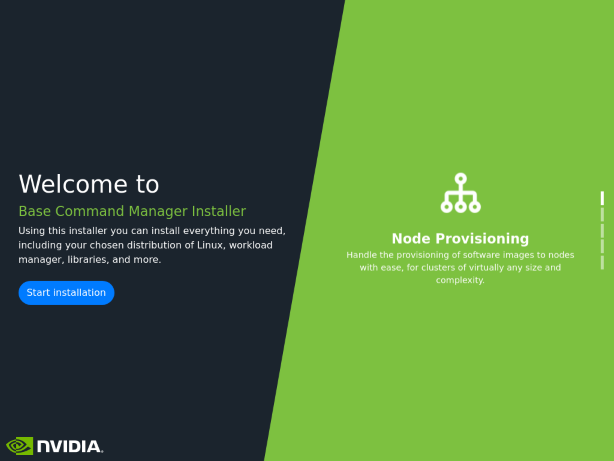 Welcome to
Base Command Manager Installer
Using this installer you can install everything you need,
including your chosen distribution of Linux, workload
manager, libraries, and more.
Start installation
Node Provisioning
Handle the provisioning of software images to nodes
with ease, for clusters of virtually any size and
complexity.
NVIDIA.